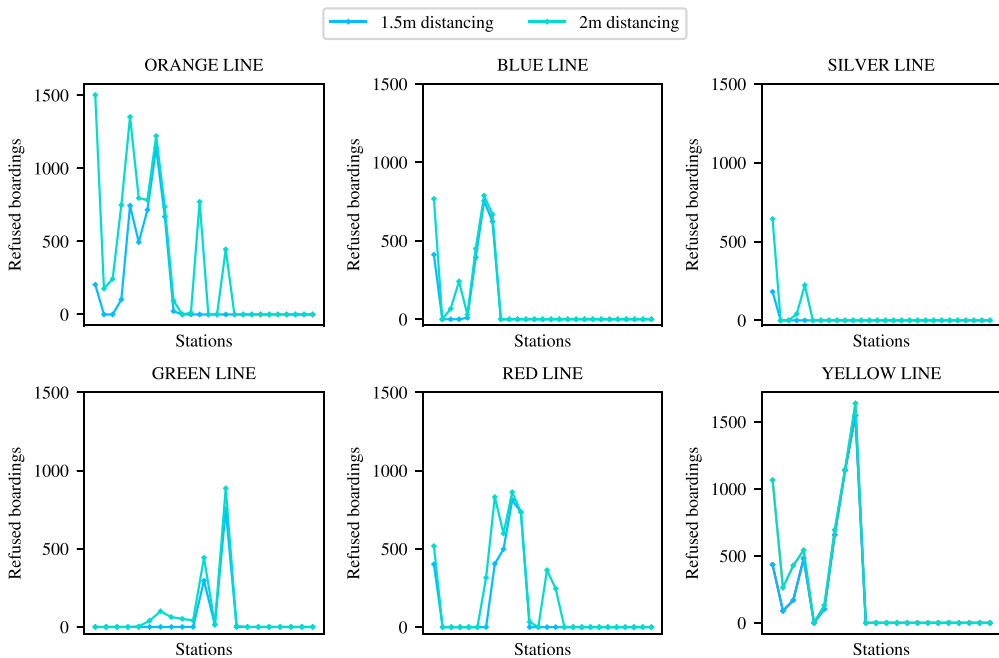 1.5m distancing 2m distancing
ORANGE LINE BLUE LINE SILVER LINE
Refused boardings
1500
1000
500
0
Stations
Refused boardings
1500
1000
500
0
Stations
Refused boardings
1500
1000
500
0
Stations
GREEN LINE RED LINE YELLOW LINE
Refused boardings
1500
1000
500
0
Stations
Refused boardings
1500
1000
500
0
Stations
Refused boardings
1500
1000
500
0
Stations